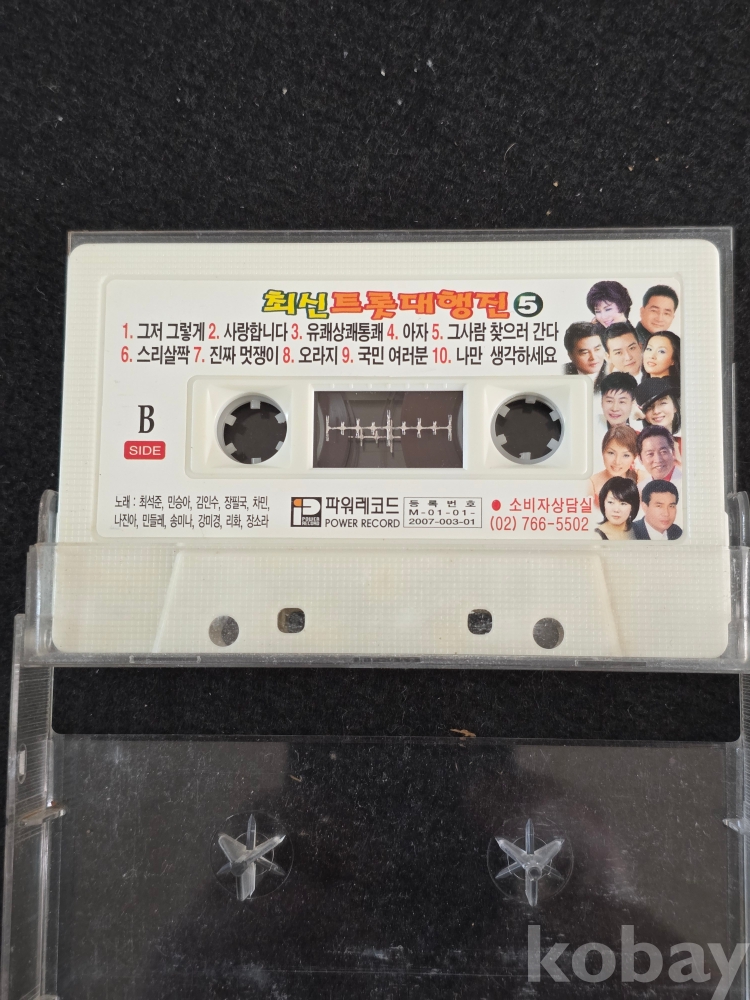 최신트롯대행진 5
1. 그저 그렇게 2. 사랑합니다 3. 유쾌상쾌통쾌 4. 아자 5. 그사람 찾으러 간다
6. 스리살짝 7. 진짜 멋쟁이 8. 오라지 9. 국민 여러분 10. 나만 생각하세요
B
SIDE
노래 : 최석준, 민승아, 김인수, 장필국, 차민,
나진아, 민들레, 송미나, 강미경, 리화, 장소라
파워레코드
POWER RECORD
등록번호
M-01-01-
2007-003-01
● 소비자상담실
(02) 766-5502
kobay